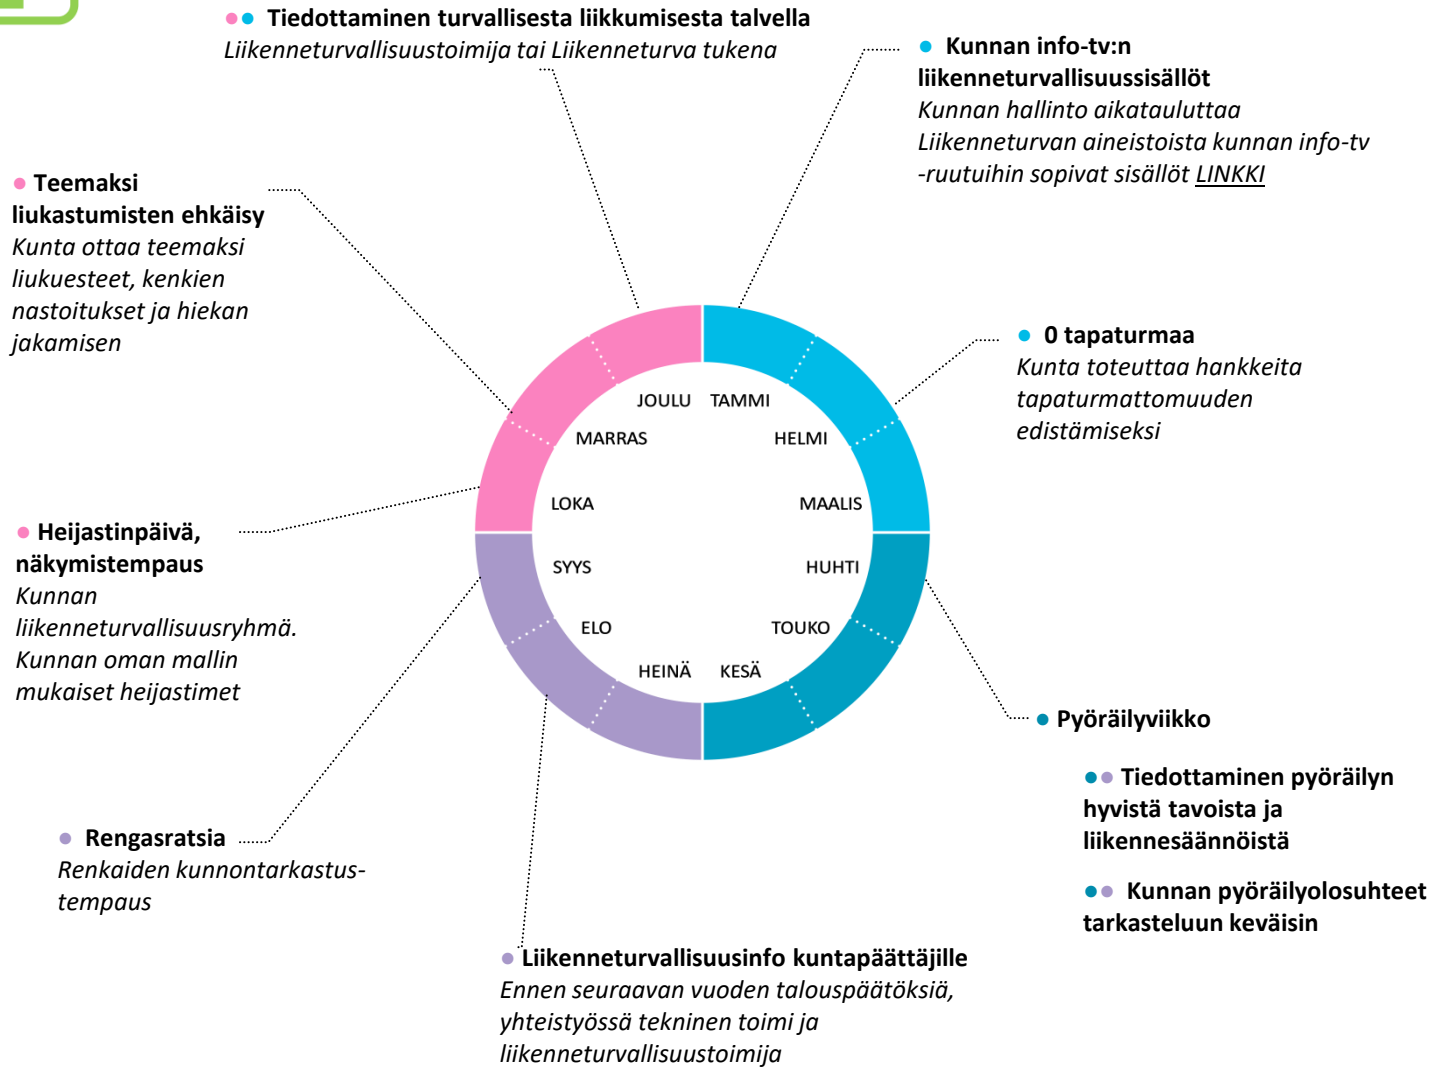 ● ● Tiedottaminen turvallisesta liikkumisesta talvella
Liikenneturvallisuustoimija tai Liikenneturva tukena
● Kunnan info-tv:n
liikenneturvallisuussisällöt
Kunnan hallinto aikatauluttaa
Liikenneturvan aineistoista kunnan info-tv
-ruutuihin sopivat sisällöt LINKKI
● Teemaksi
liukastumisten ehkäisy
Kunta ottaa teemaksi
liukuesteet, kenkien
nastoitukset ja hiekan
jakamisen
● 0 tapaturmaa
Kunta toteuttaa hankkeita
tapaturmattomuuden
edistämiseksi
JOULU TAMMI
MARRAS HELMI
LOKA MAALIS
SYYS HUHTI
ELO TOUKO
HEINÄ KESÄ
● Heijastinpäivä,
näkymistempaus
Kunnan
liikenneturvallisuusryhmä.
Kunnan oman mallin
mukaiset heijastimet
● Pyöräilyviikko
● ● Tiedottaminen pyöräilyn
hyvistä tavoista ja
liikennesäännöistä
● ● Kunnan pyöräilyolosuhteet
tarkasteluun keväisin
● Rengasratsia
Renkaiden kunnontarkastus-
tempaus
● Liikenneturvallisuusinfo kuntapäättäjille
Ennen seuraavan vuoden talouspäätöksiä,
yhteistyössä tekninen toimi ja
liikenneturvallisuustoimija